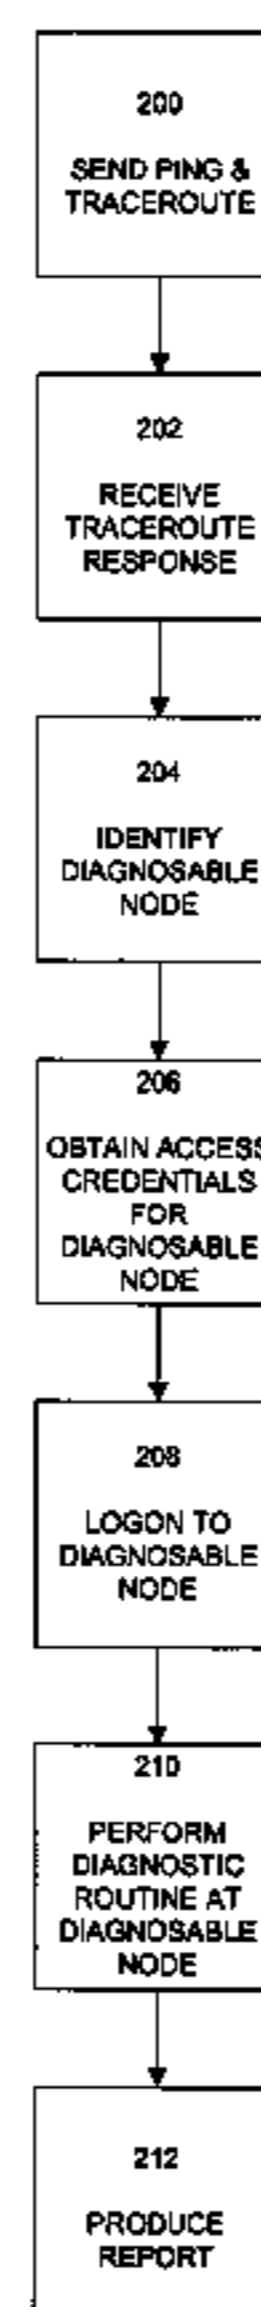 200
SEND PING &
TRACEROUTE
202
RECEIVE
TRACEROUTE
RESPONSE
204
IDENTIFY
DIAGNOSABLE
NODE
206
OBTAIN ACCESS
CREDENTIALS
FOR
DIAGNOSABLE
NODE
208
LOGON TO
DIAGNOSABLE
NODE
210
PERFORM
DIAGNOSTIC
ROUTINE AT
DIAGNOSABLE
NODE
212
PRODUCE
REPORT